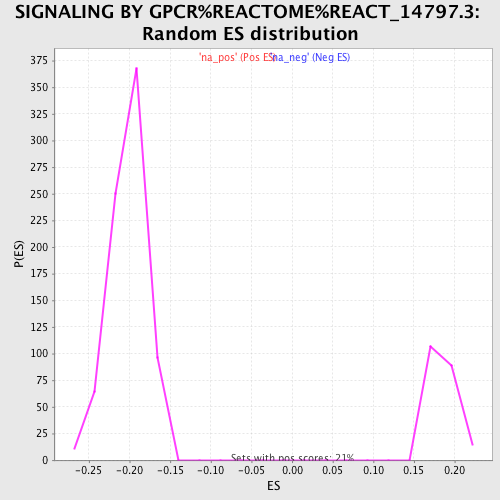 SIGNALING BY GPCR%REACTOME%REACT_14797.3:
Random ES distribution
'na_pos' (Pos ES) 'na_neg' (Neg ES)
375
350
325
300
275
250
225
200
175
150
125
100
75
50
25
0
P(ES)
Sets with pos scores: 21%
-0.25 -0.20 -0.15 -0.10 -0.05 0.00 0.05 0.10 0.15 0.20
ES